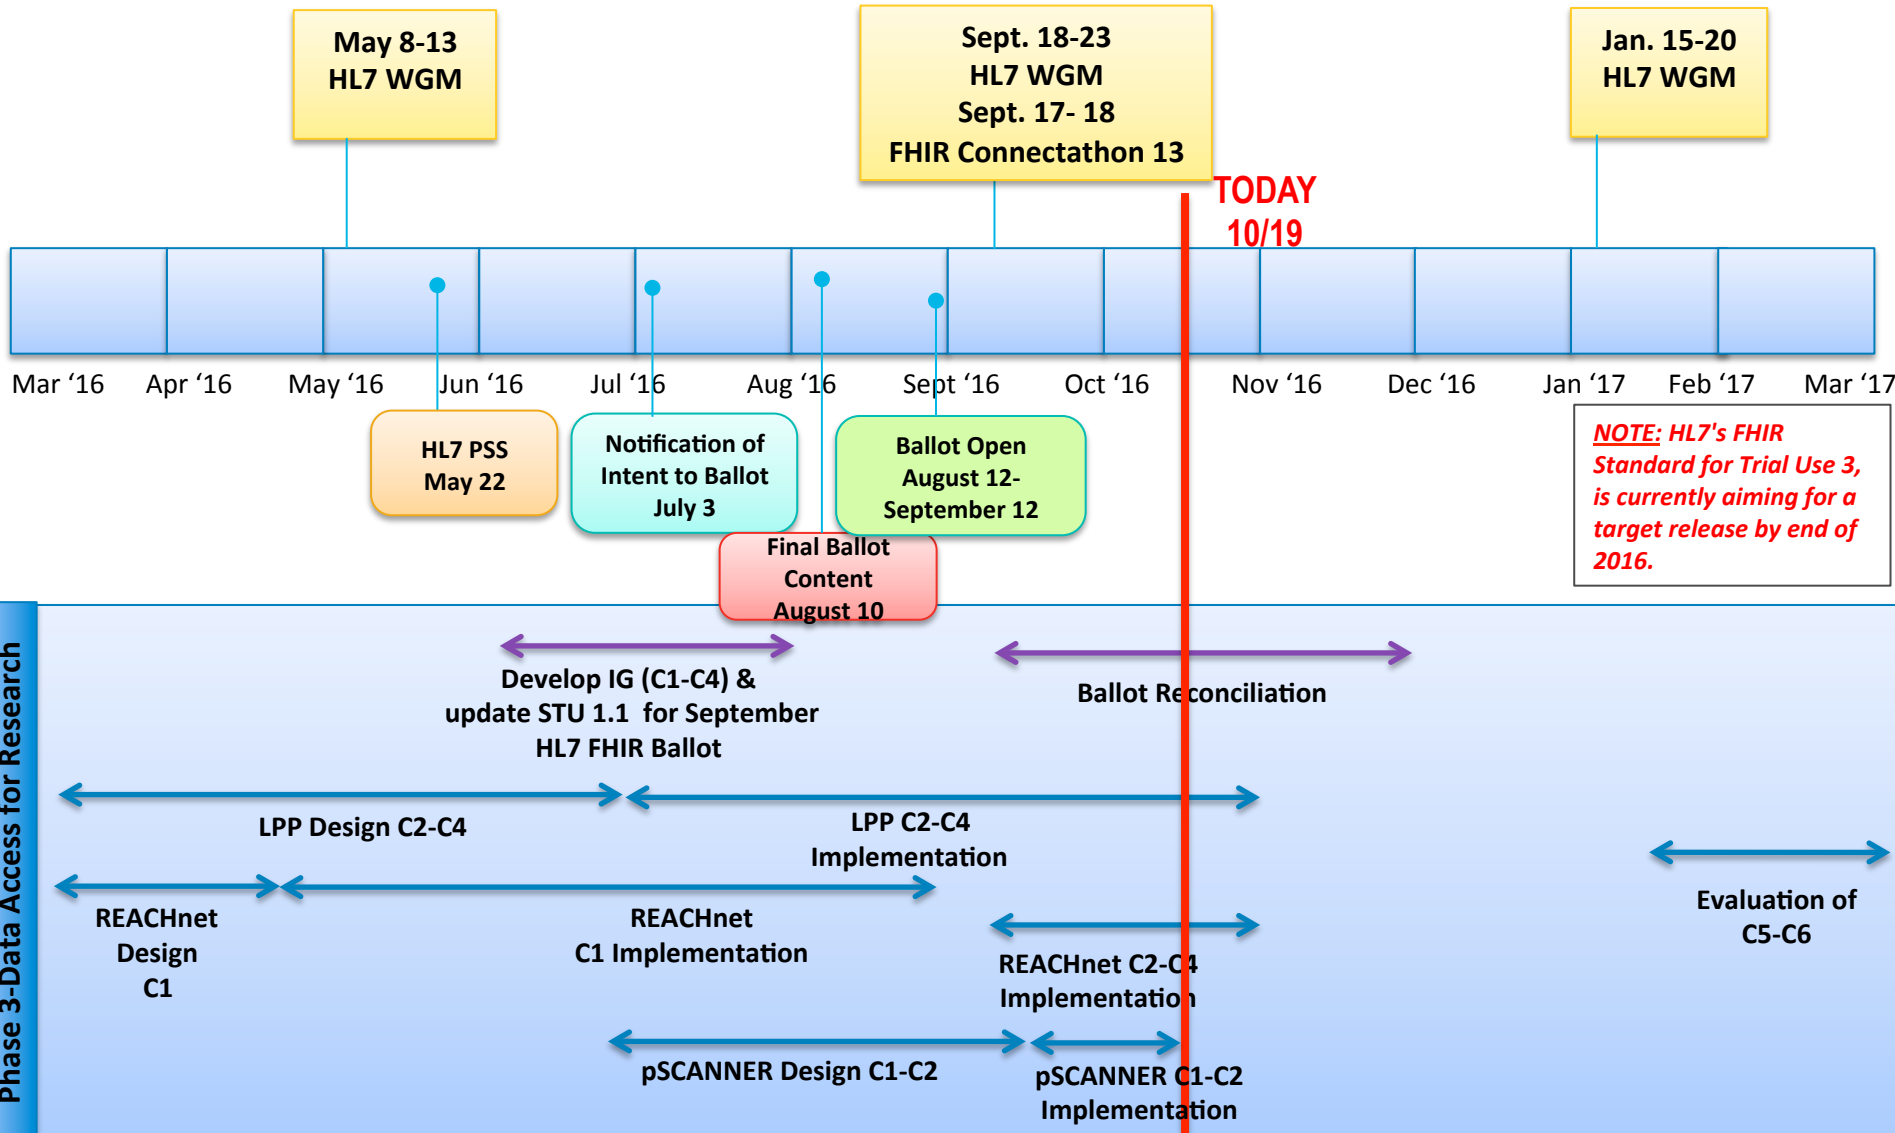 May 8-13
HL7 WGM
Sept. 18-23
HL7 WGM
Sept. 17- 18
FHIR Connectathon 13
Jan. 15-20
HL7 WGM
TODAY
10/19
Mar ‘16
Apr ‘16
May ‘16
Jun ‘16
Jul ‘16
Aug ‘16
Sept ‘16
Oct ‘16
Nov ‘16
Dec ‘16
Jan ‘17
Feb ‘17
Mar ‘17
HL7 PSS
May 22
Notification of
Intent to Ballot
July 3
Final Ballot
Content
August 10
Ballot Open
August 12-
September 12
NOTE: HL7's FHIR
Standard for Trial Use 3,
is currently aiming for a
target release by end of
2016.
Phase 3-Data Access for Research
Develop IG (C1-C4) &
update STU 1.1 for September
HL7 FHIR Ballot
Ballot Reconciliation
LPP Design C2-C4
LPP C2-C4
Implementation
REACHnet
Design
C1
REACHnet
C1 Implementation
REACHnet C2-C4
Implementation
Evaluation of
C5-C6
pSCANNER Design C1-C2
pSCANNER C1-C2
Implementation